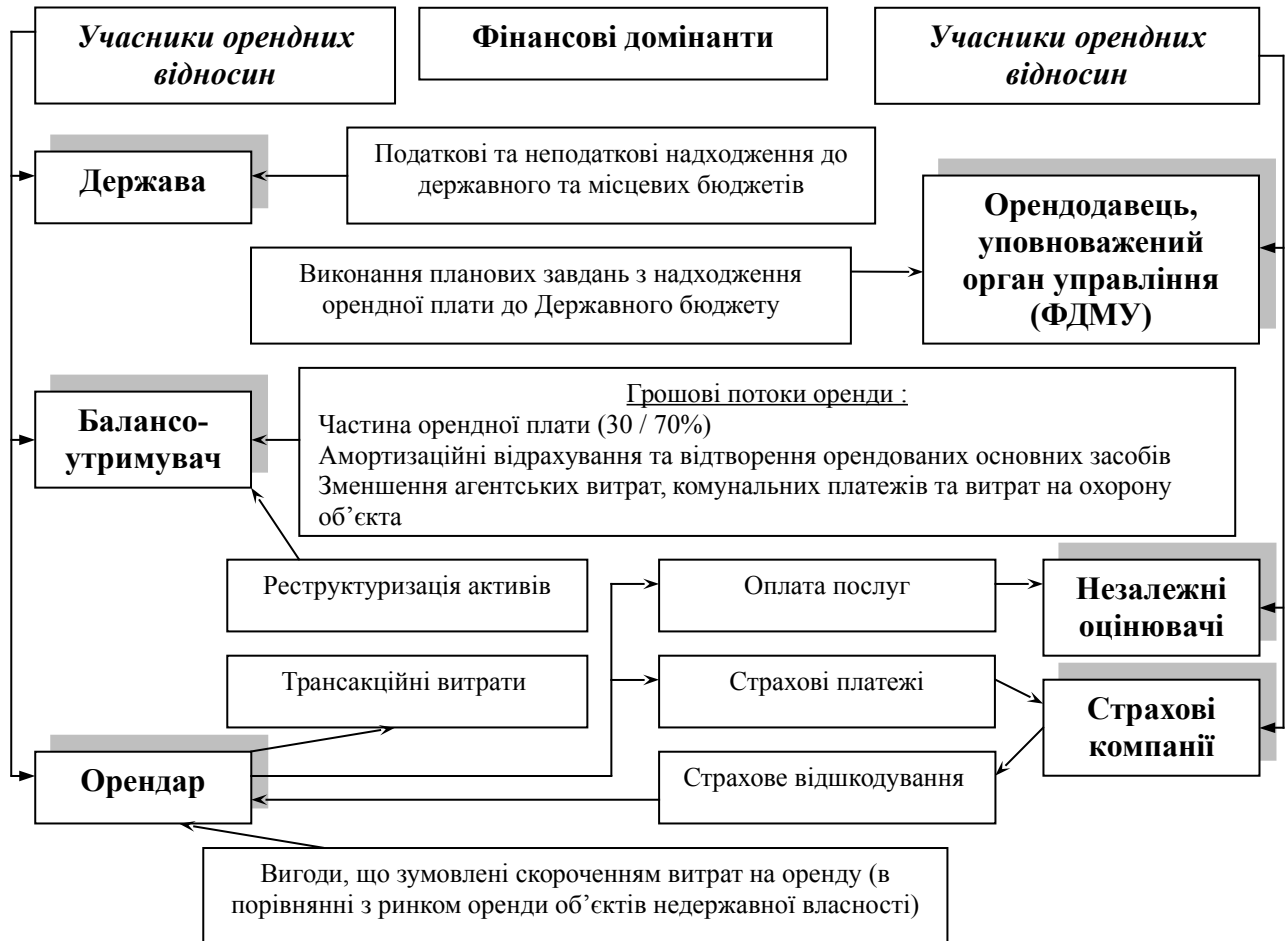 Учасники орендних
відносин
Фінансові домінанти
Учасники орендних
відносин
Держава
Податкові та неподаткові надходження до
державного та місцевих бюджетів
Орендодавець,
уповноважений
орган управління
(ФДМУ)
Виконання планових завдань з надходження
орендної плати до Державного бюджету
Балансо-
утримувач
Грошові потоки оренди :
Частина орендної плати (30 / 70%)
Амортизаційні відрахування та відтворення орендованих основних засобів
Зменшення агентських витрат, комунальних платежів та витрат на охорону
об’єкта
Реструктуризація активів
Оплата послуг
Незалежні
оцінювачі
Трансакційні витрати
Страхові платежі
Страхові
компанії
Орендар
Страхове відшкодування
Вигоди, що зумовлені скороченням витрат на оренду (в
порівнянні з ринком оренди об’єктів недержавної власності)